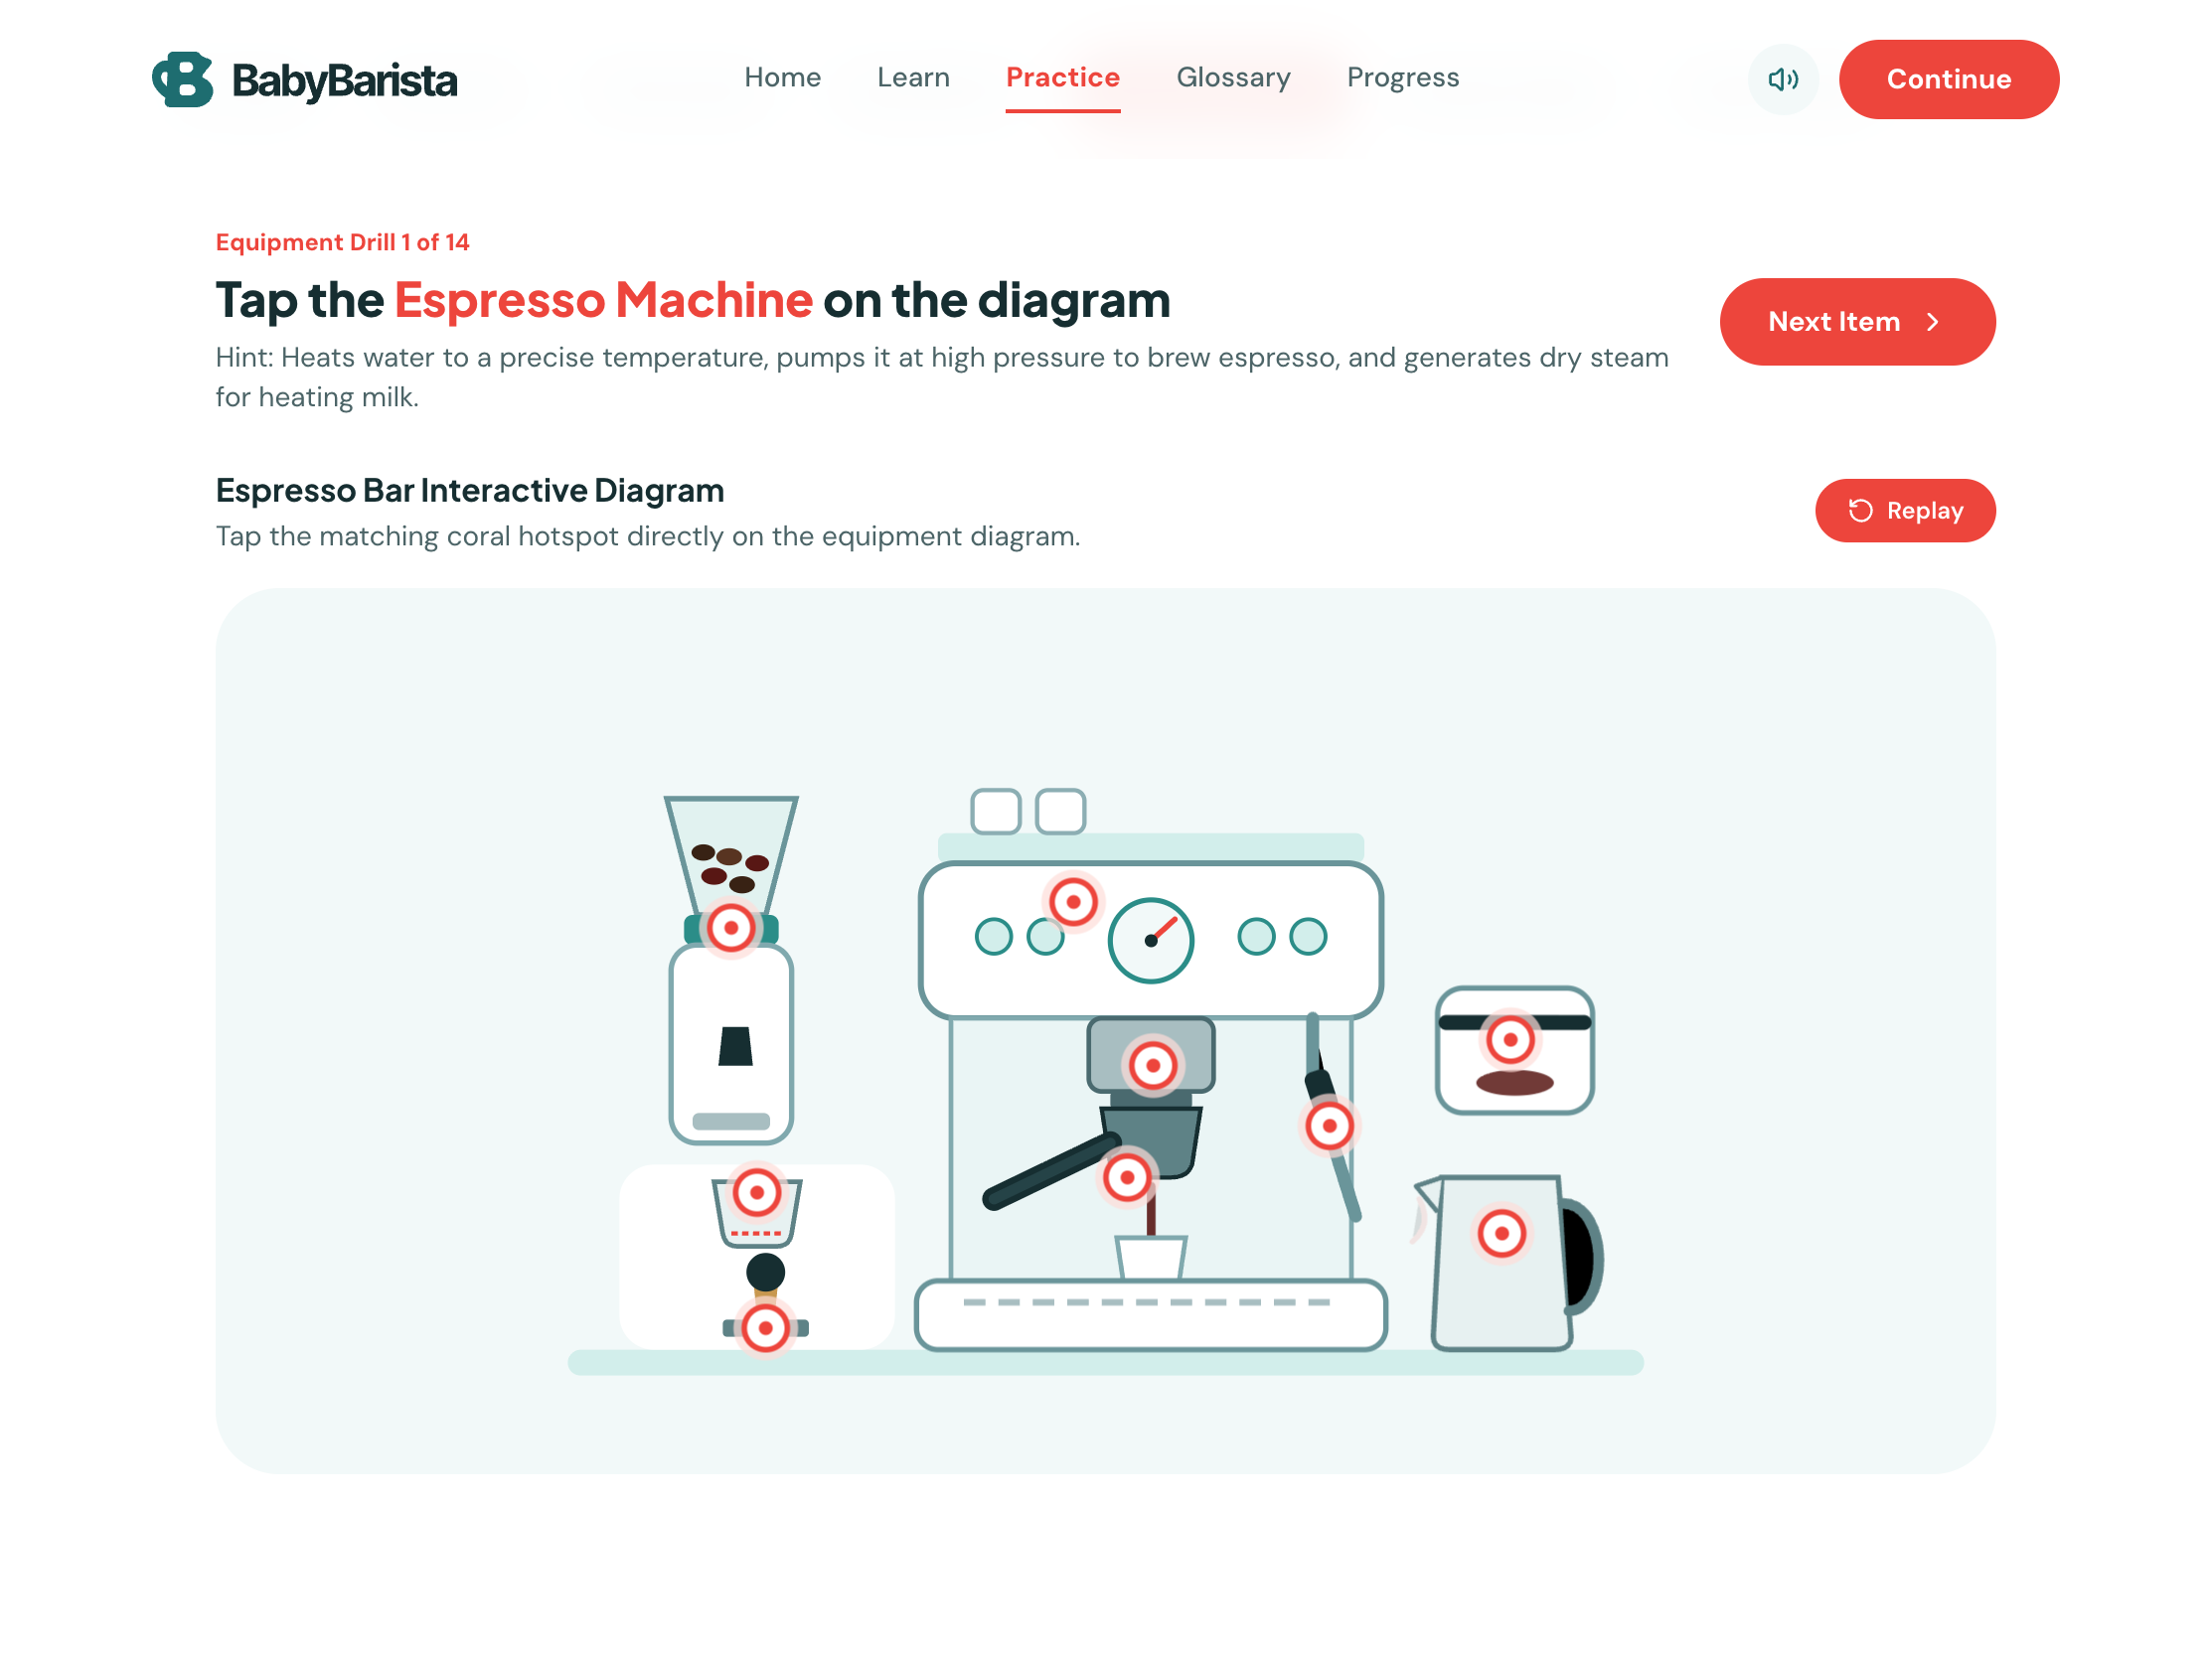 BabyBarista
Home Learn Practice Glossary Progress
Continue
Equipment Drill 1 of 14
Tap the Espresso Machine on the diagram
Hint: Heats water to a precise temperature, pumps it at high pressure to brew espresso, and generates dry steam
for heating milk.
Next Item
Espresso Bar Interactive Diagram
Tap the matching coral hotspot directly on the equipment diagram.
Replay